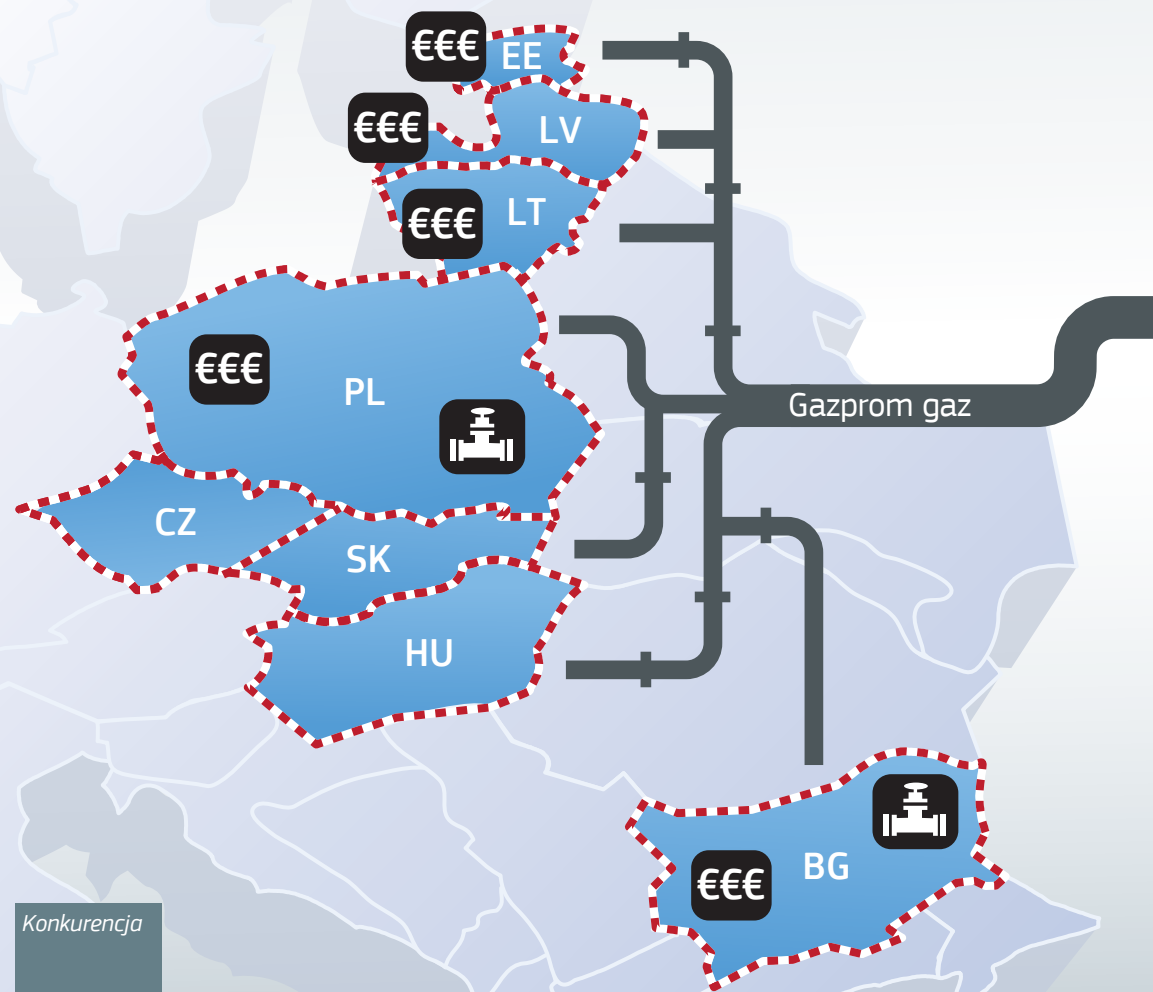 €€€
EE
€€€
LV
€€€
LT
€€€
PL
Gazprom gaz
CZ
SK
HU
€€€
BG
Konkurencja